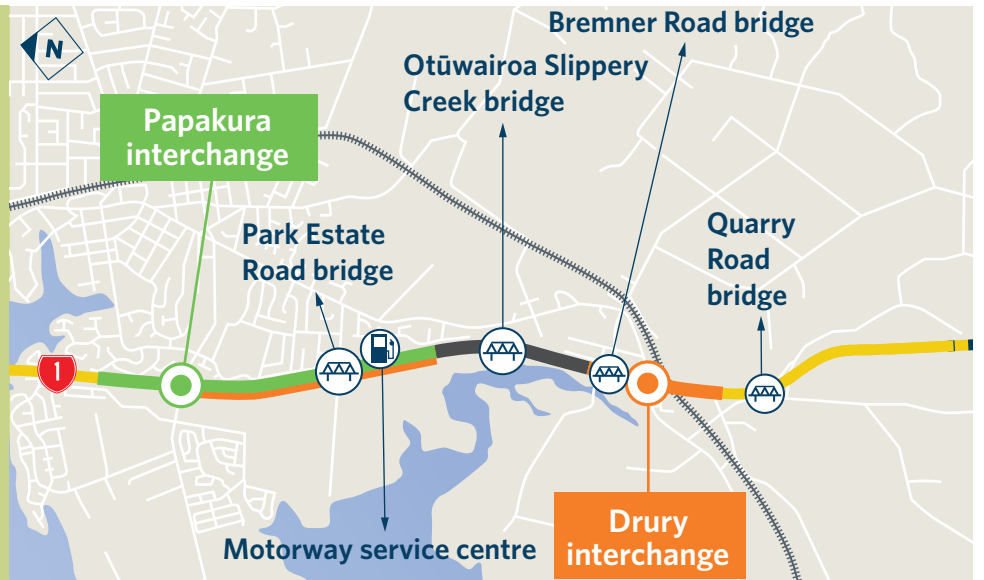 Bremner Road bridge
N
Otūwairoa Slippery
Creek bridge
Papakura
interchange
Park Estate
Road bridge
Quarry
Road
bridge
1
Motorway service centre
Drury
interchange